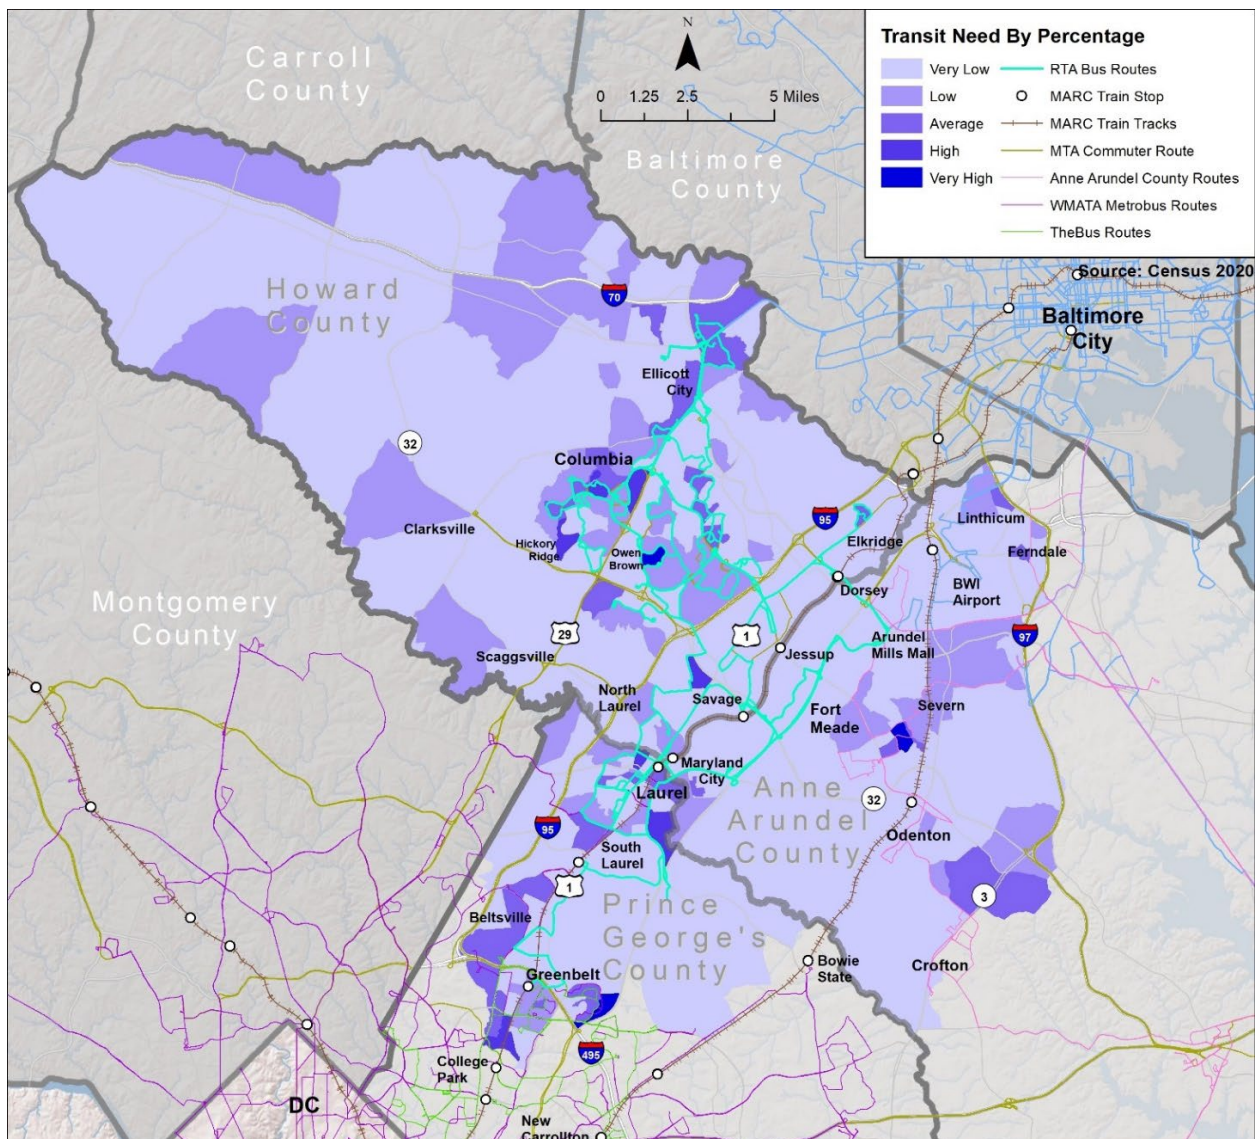 Transit Need By Percentage
Very Low
Low
Average
High
Very High
RTA Bus Routes
MARC Train Stop
MARC Train Tracks
MTA Commuter Route
Anne Arundel County Routes
WMATA Metrobus Routes
TheBus Routes
Source: Census 2020
N
0 1.25 2.5 5 Miles
Carroll
County
Baltimore
County
Howard
County
70
Baltimore
City
Ellicott
City
32
Columbia
Clarksville
Hickory
Ridge
Owen
Brown
95
Elkridge
Linthicum
Ferndale
BWI
Airport
Dorsey
Montgomery
County
29
1
Jessup
Arundel
Mills Mall
97
Scaggsville
North
Laurel
Savage
Fort
Meade
Severn
Maryland
City
Laurel
Anne
Arundel
County
32
Odenton
95
South
Laurel
1
3
Beltsville
Prince
George's
County
Greenbelt
Bowie
State
Crofton
495
College
Park
DC
New
Carrollton